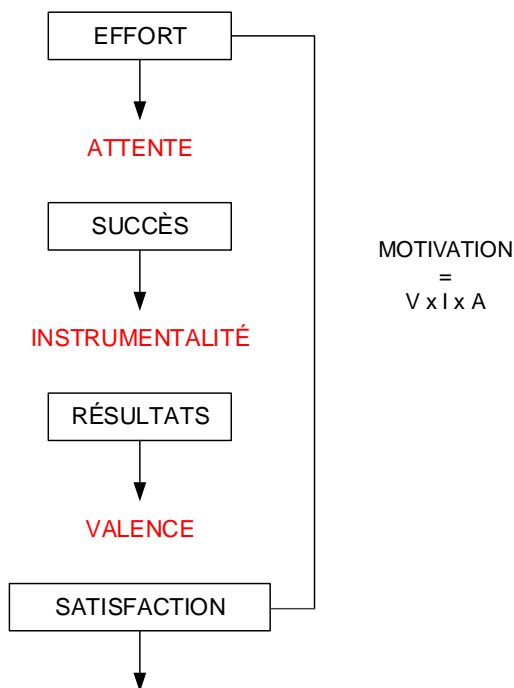 EFFORT
ATTENTE
SUCCÈS
INSTRUMENTALITÉ
RÉSULTATS
VALENCE
SATISFACTION
MOTIVATION
=
V x I x A